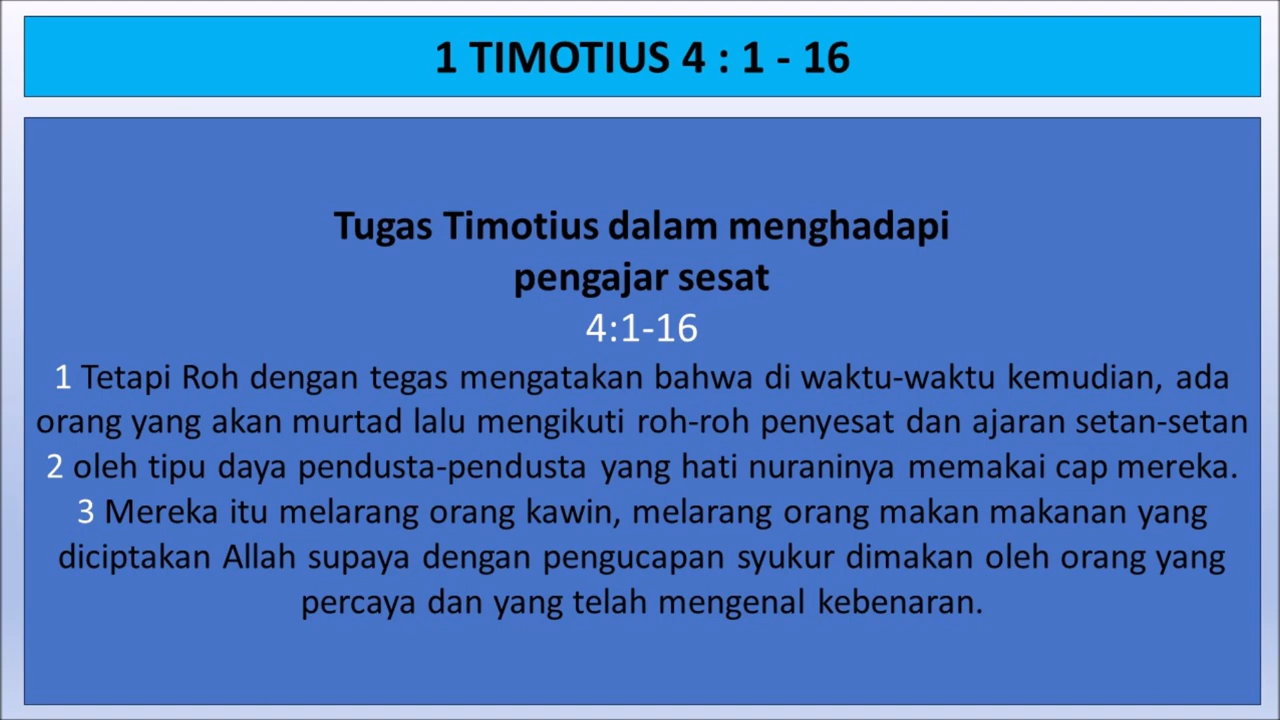 1 TIMOTIUS 4 : 1 - 16
Tugas Timotius dalam menghadapi
pengajar sesat
4:1-16
1 Tetapi Roh dengan tegas mengatakan bahwa di waktu-waktu kemudian, ada
orang yang akan murtad lalu mengikuti roh-roh penyesat dan ajaran setan-setan
2 oleh tipu daya pendusta-pendusta yang hati nuraninya memakai cap mereka.
3 Mereka itu melarang orang kawin, melarang orang makan makanan yang
diciptakan Allah supaya dengan pengucapan syukur dimakan oleh orang yang
percaya dan yang telah mengenal kebenaran.